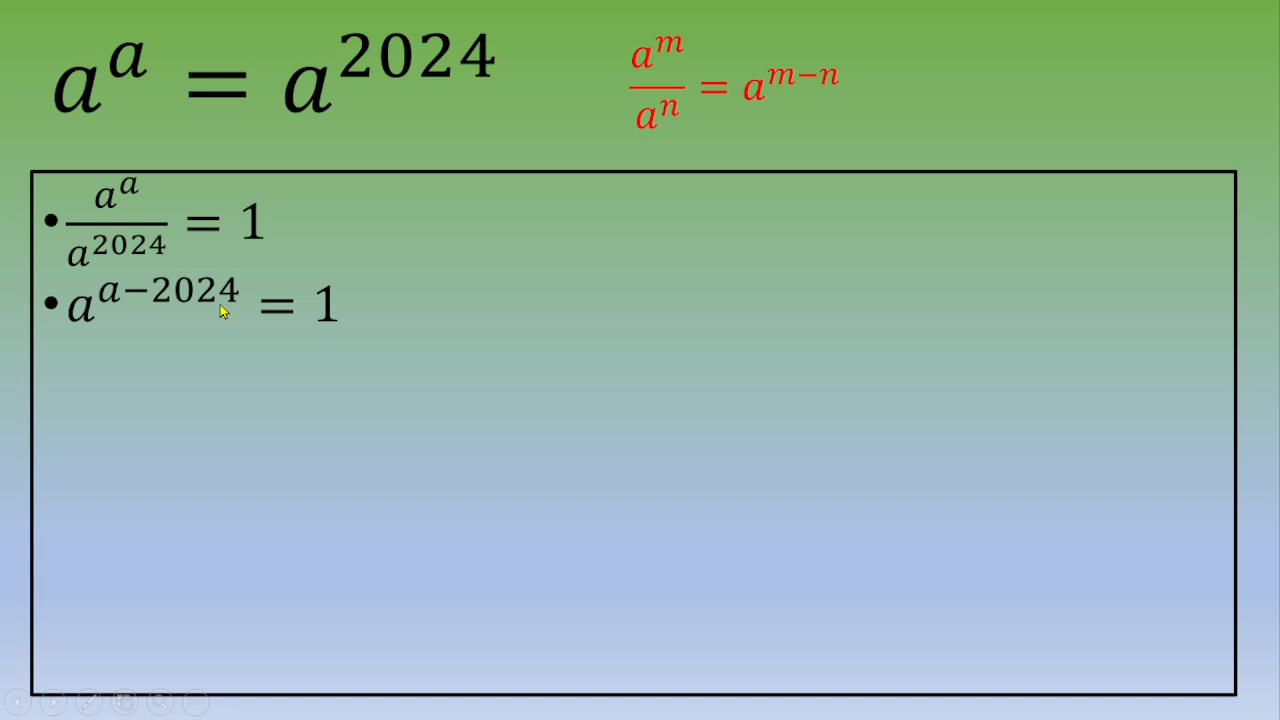 a^a = a^2024
a^m/a^n = a^(m−n)
• a^a/a^2024 = 1
• a^(a−2024) = 1